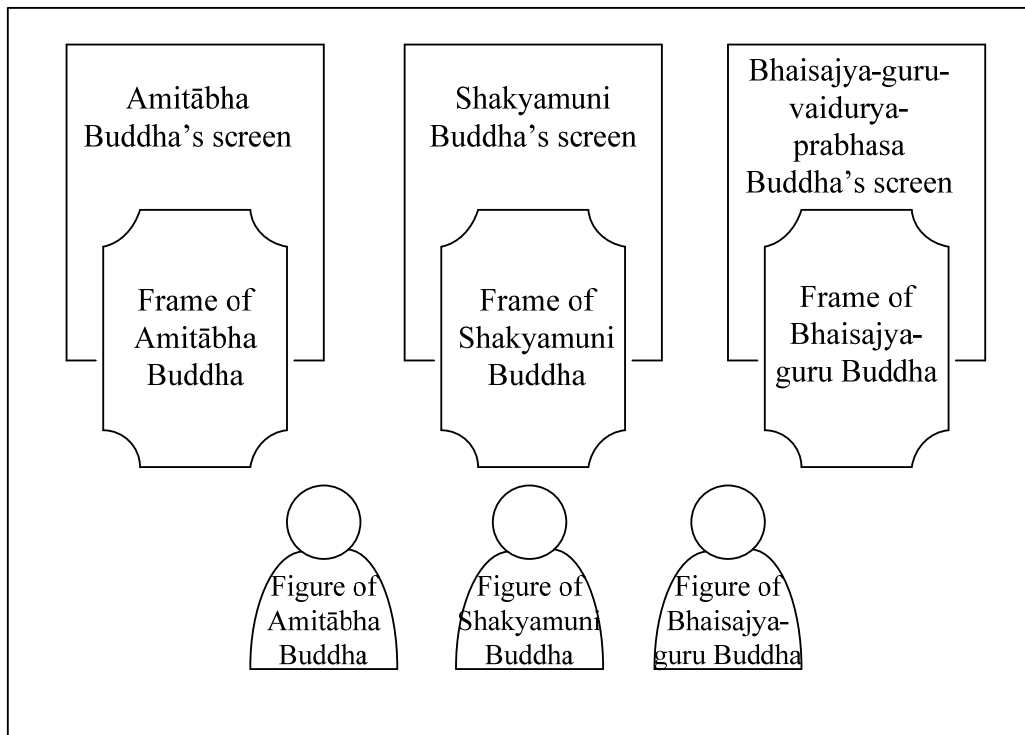 Amitābha
Buddha's screen
Shakyamuni
Buddha's screen
Bhaisajya-guru-
vaidurya-
prabhasa
Buddha's screen
Frame of
Amitābha
Buddha
Frame of
Shakyamuni
Buddha
Frame of
Bhaisajya-
guru Buddha
Figure of
Amitābha
Buddha
Figure of
Shakyamuni
Buddha
Figure of
Bhaisajya-
guru Buddha